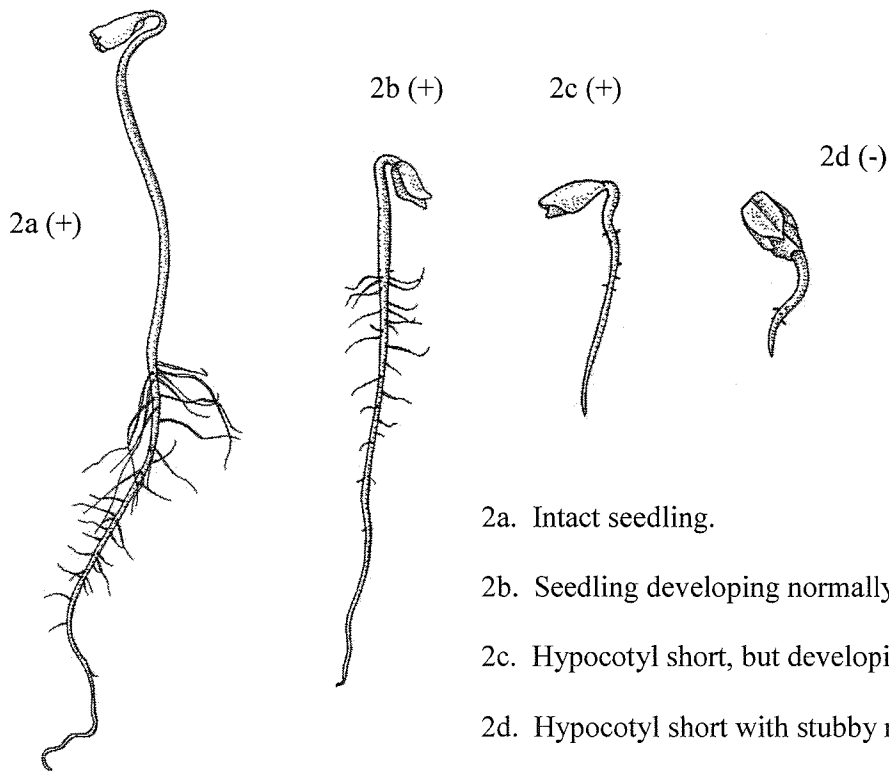 2b (+)
2c (+)
2d (-)
2a (+)
2a. Intact seedling.
2b. Seedling developing normally
2c. Hypocotyl short, but developi
2d. Hypocotyl short with stubby